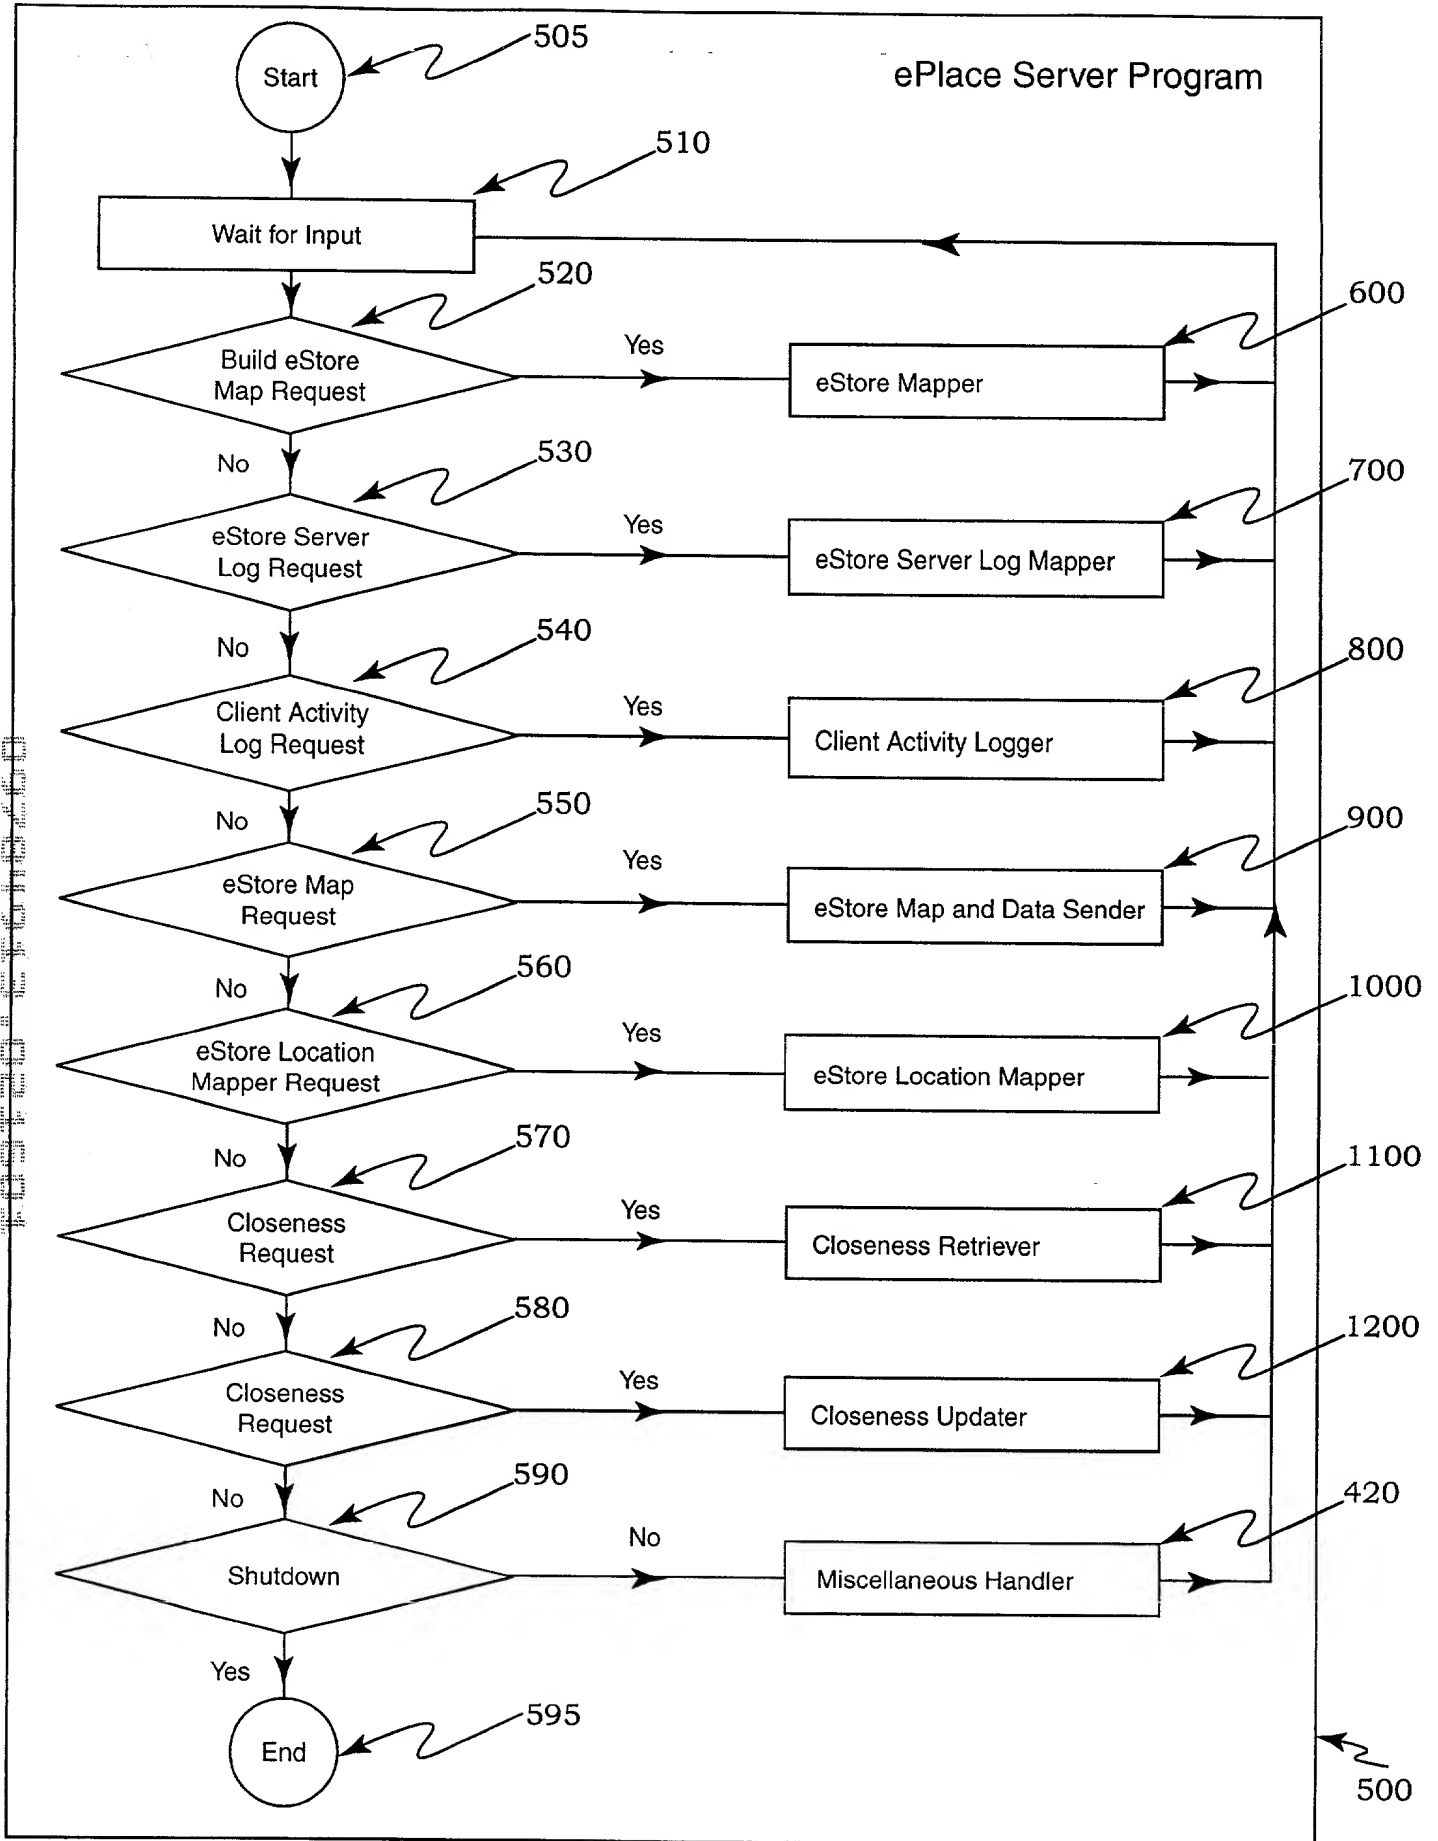 505
Start
ePlace Server Program
510
Wait for Input
520
600
Build eStore
Map Request
Yes
eStore Mapper
No
530
700
eStore Server
Log Request
Yes
eStore Server Log Mapper
No
540
800
Client Activity
Log Request
Yes
Client Activity Logger
No
550
900
eStore Map
Request
Yes
eStore Map and Data Sender
No
560
1000
eStore Location
Mapper Request
Yes
eStore Location Mapper
No
570
1100
Closeness
Request
Yes
Closeness Retriever
No
580
1200
Closeness
Request
Yes
Closeness Updater
No
590
420
Shutdown
No
Miscellaneous Handler
Yes
595
End
500